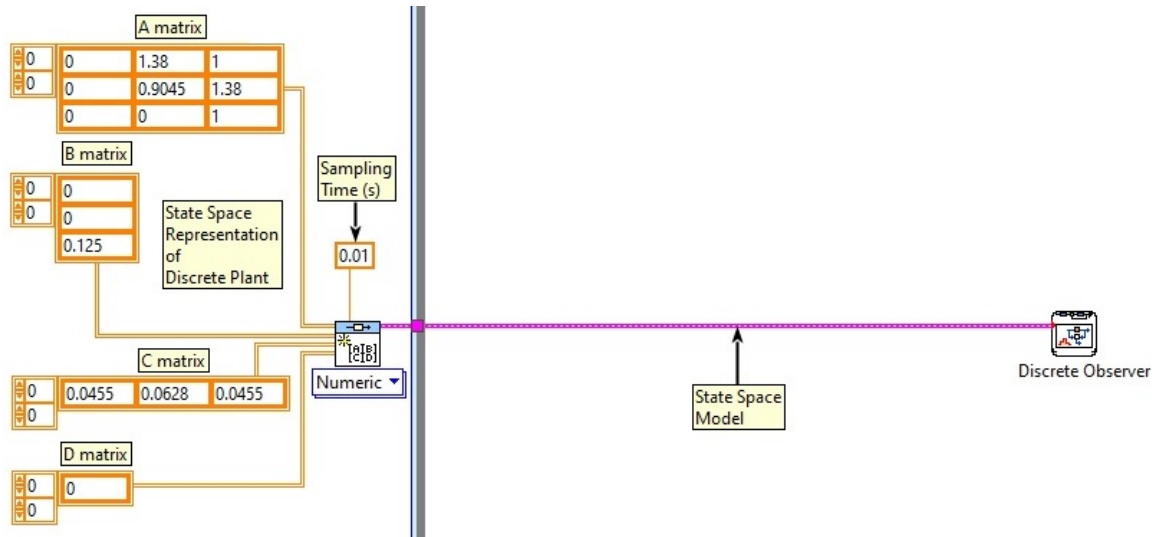 A matrix
0
0
0 1.38 1
0 0.9045 1.38
0 0 1
B matrix
0
0
0
0
0.125
State Space
Representation
of
Discrete Plant
Sampling
Time (s)
0.01
[A][B]
[C][D]
Numeric
C matrix
0
0
0.0455 0.0628 0.0455
D matrix
0
0
0
State Space
Model
Discrete Observer